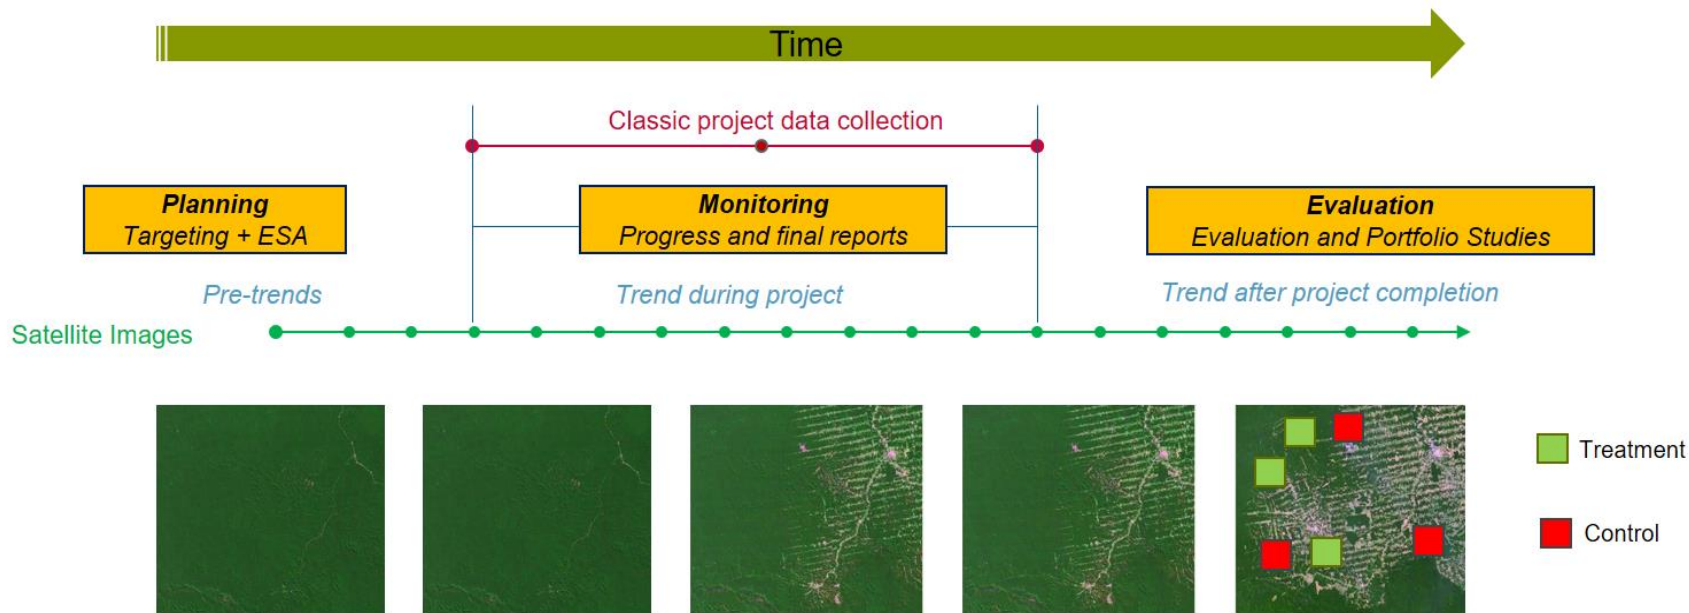 Time
Classic project data collection
Planning
Targeting + ESA
Monitoring
Progress and final reports
Evaluation
Evaluation and Portfolio Studies
Pre-trends
Trend during project
Trend after project completion
Satellite Images
Treatment
Control